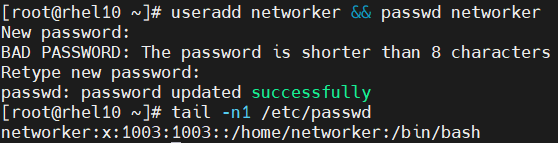 [root@rhel10 ~]# useradd networker && passwd networker
New password:
BAD PASSWORD: The password is shorter than 8 characters
Retype new password:
passwd: password updated successfully
[root@rhel10 ~]# tail -n1 /etc/passwd
networker:x:1003:1003::/home/networker:/bin/bash